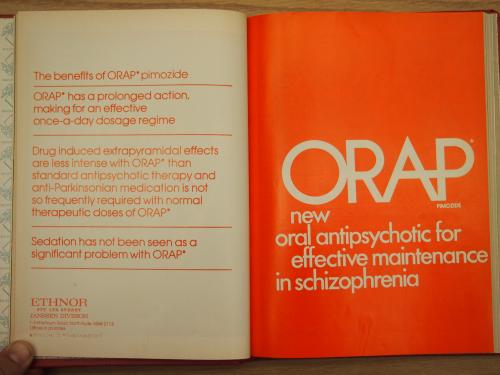 The benefits of ORAP* pimozide
ORAP* has a prolonged action,
making for an effective
once-a-day dosage regime
Drug induced extrapyramidal effects
are less intense with ORAP* than
standard antipsychotic therapy and
anti-Parkinsonian medication is not
so frequently required with normal
therapeutic doses of ORAP*
Sedation has not been seen as a
significant problem with ORAP*
ETHNOR
PTY LTD SYDNEY
JANSSEN DIVISION
ORAP*
PIMOZIDE
new
oral antipsychotic for
effective maintenance
in schizophrenia